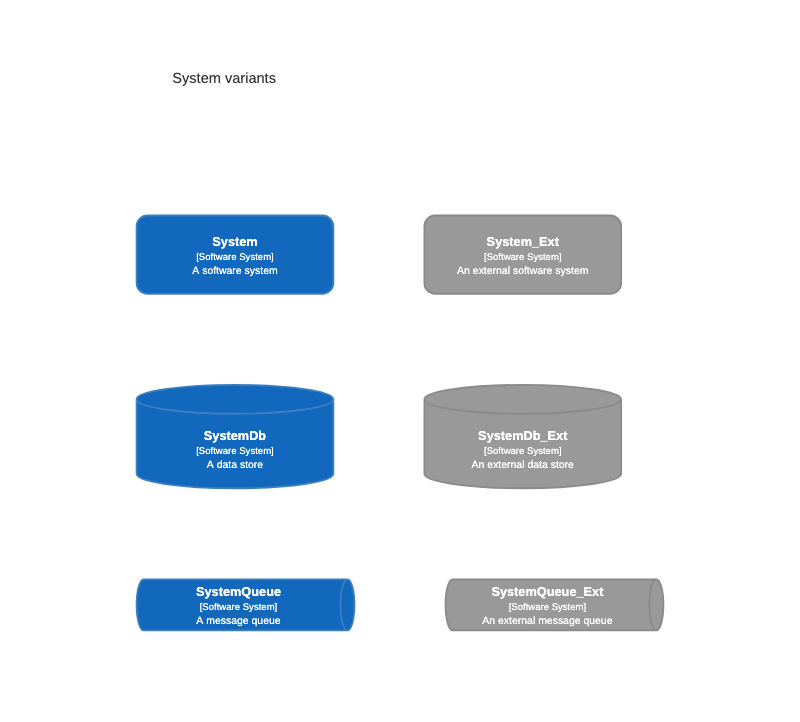 System variants
System
[Software System]
A software system
System_Ext
[Software System]
An external software system
SystemDb
[Software System]
A data store
SystemDb_Ext
[Software System]
An external data store
SystemQueue
[Software System]
A message queue
SystemQueue_Ext
[Software System]
An external message queue